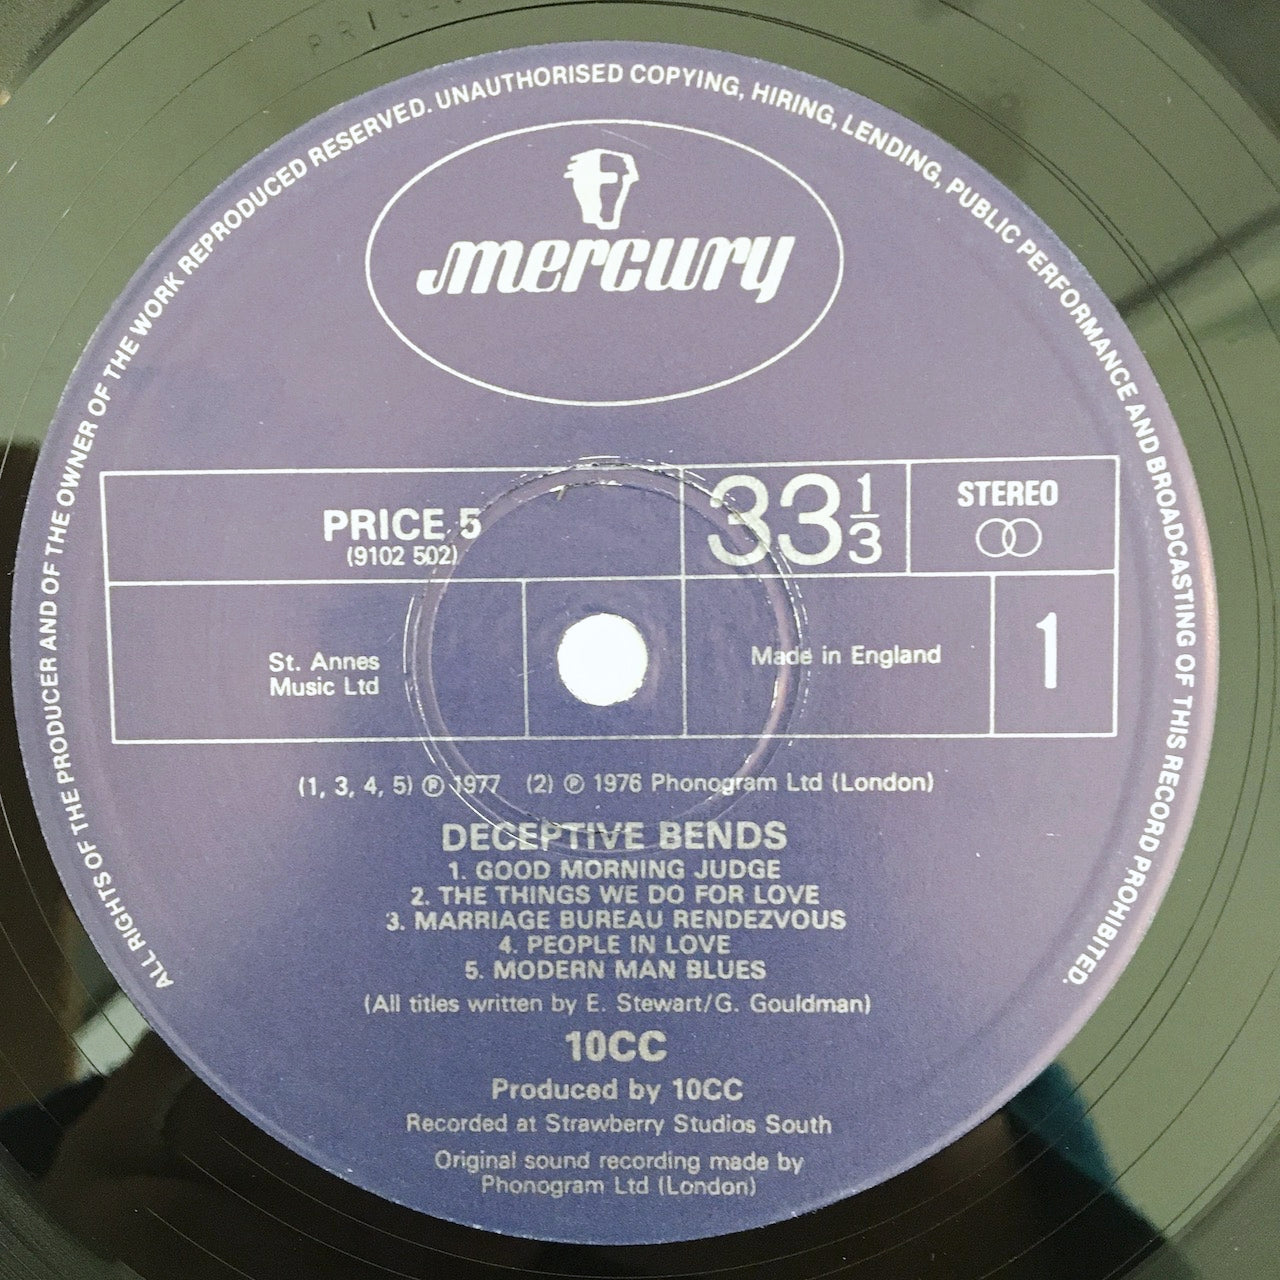 ALL RIGHTS OF THE PRODUCER AND OF THE OWNER OF THE WORK REPRODUCED RESERVED. UNAUTHORISED COPYING, HIRING, LENDING, PUBLIC PERFORMANCE AND BROADCASTING OF THIS RECORD PROHIBITED.
mercury
PRICE 5
(9102 502)
33 1/3
STEREO
St. Annes
Music Ltd
Made in England
1
(1, 3, 4, 5) ℗ 1977 (2) ℗ 1976 Phonogram Ltd (London)
DECEPTIVE BENDS
1. GOOD MORNING JUDGE
2. THE THINGS WE DO FOR LOVE
3. MARRIAGE BUREAU RENDEZVOUS
4. PEOPLE IN LOVE
5. MODERN MAN BLUES
(All titles written by E. Stewart/G. Gouldman)
10CC
Produced by 10CC
Recorded at Strawberry Studios South
Original sound recording made by
Phonogram Ltd (London)